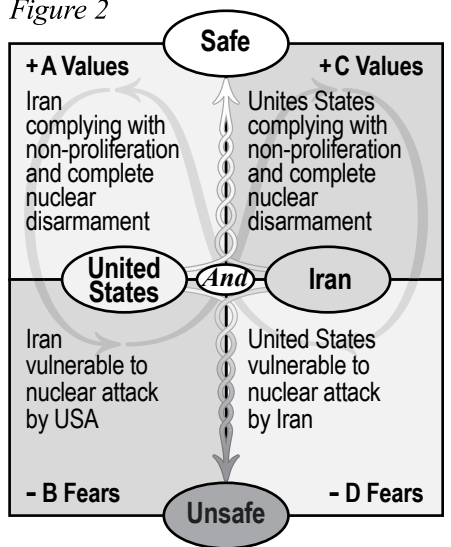 Figure 2
Safe
+A Values
+C Values
Iran
complying with
non-proliferation
and complete
nuclear
disarmament
Unites States
complying with
non-proliferation
and complete
nuclear
disarmament
United
States
And
Iran
Iran
vulnerable to
nuclear attack
by USA
United States
vulnerable to
nuclear attack
by Iran
- B Fears
- D Fears
Unsafe